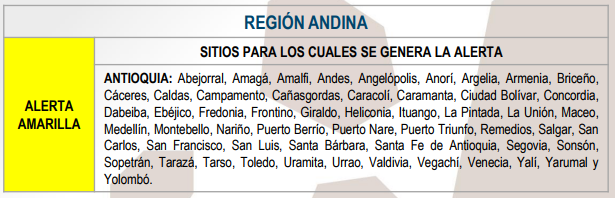 REGIÓN ANDINA
ALERTA
AMARILLA
SITIOS PARA LOS CUALES SE GENERA LA ALERTA
ANTIOQUIA: Abejorral, Amagá, Amalfi, Andes, Angelópolis, Anorí, Argelia, Armenia, Briceño,
Cáceres, Caldas, Campamento, Cañasgordas, Caracolí, Caramanta, Ciudad Bolívar, Concordia,
Dabeiba, Ebéjico, Fredonia, Frontino, Giraldo, Heliconia, Ituango, La Pintada, La Unión, Maceo,
Medellín, Montebello, Nariño, Puerto Berrío, Puerto Nare, Puerto Triunfo, Remedios, Salgar, San
Carlos, San Francisco, San Luis, Santa Bárbara, Santa Fe de Antioquia, Segovia, Sonsón,
Sopetrán, Tarazá, Tarso, Toledo, Uramita, Urrao, Valdivia, Vegachí, Venecia, Yalí, Yarumal y
Yolombó.